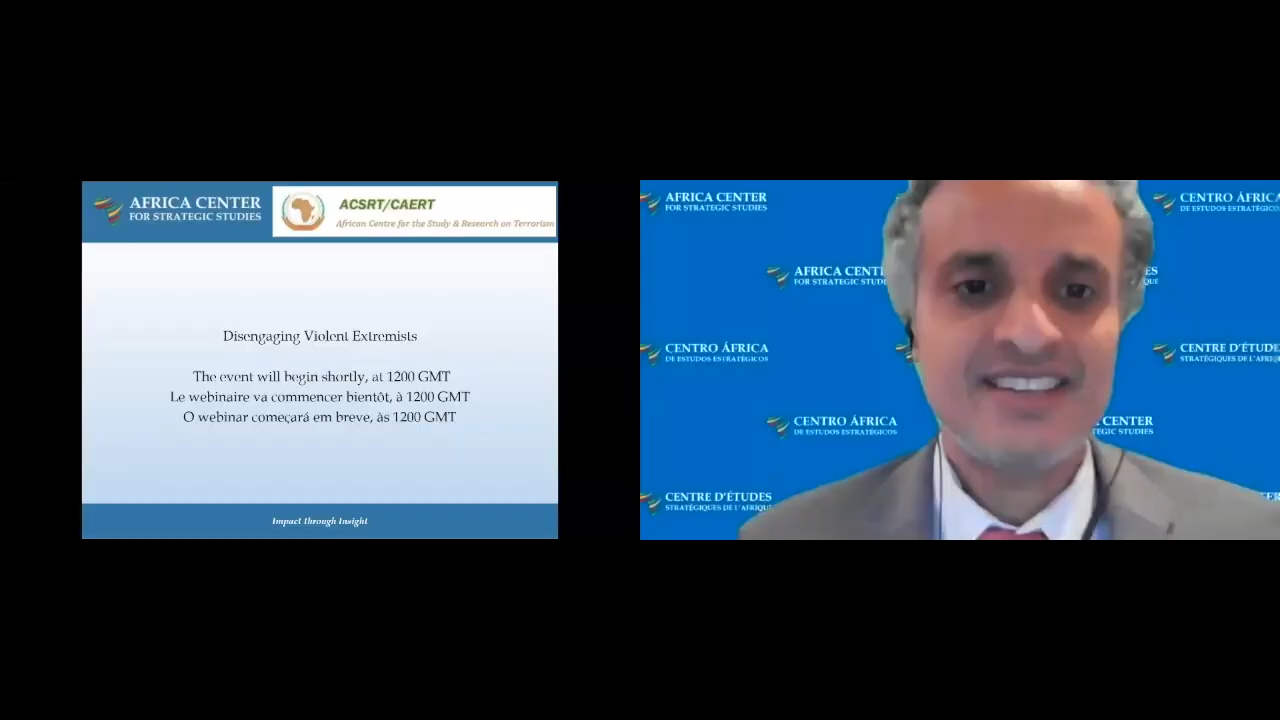 AFRICA CENTER
FOR STRATEGIC STUDIES
ACSRT/CAERT
African Centre for the Study & Research on Terrorism
Disengaging Violent Extremists
The event will begin shortly, at 1200 GMT
Le webinaire va commencer bientôt, à 1200 GMT
O webinar começará em breve, às 1200 GMT
Impact through Insight
AFRICA CENTER
FOR STRATEGIC STUDIES
CENTRO ÁFRICA
DE ESTUDOS ESTRATÉGICOS
AFRICA
FOR STRATEGIC
CENTRO ÁFRICA
DE ESTUDOS ESTRATÉGICOS
CENTRE
STRATÉGIQUES DE
CENTRO ÁFRICA
DE ESTUDOS ESTRATÉGICOS
CENTER
STUDIES
CENTRE D'ÉTUDES
STRATÉGIQUES DE L'AFRIQUE